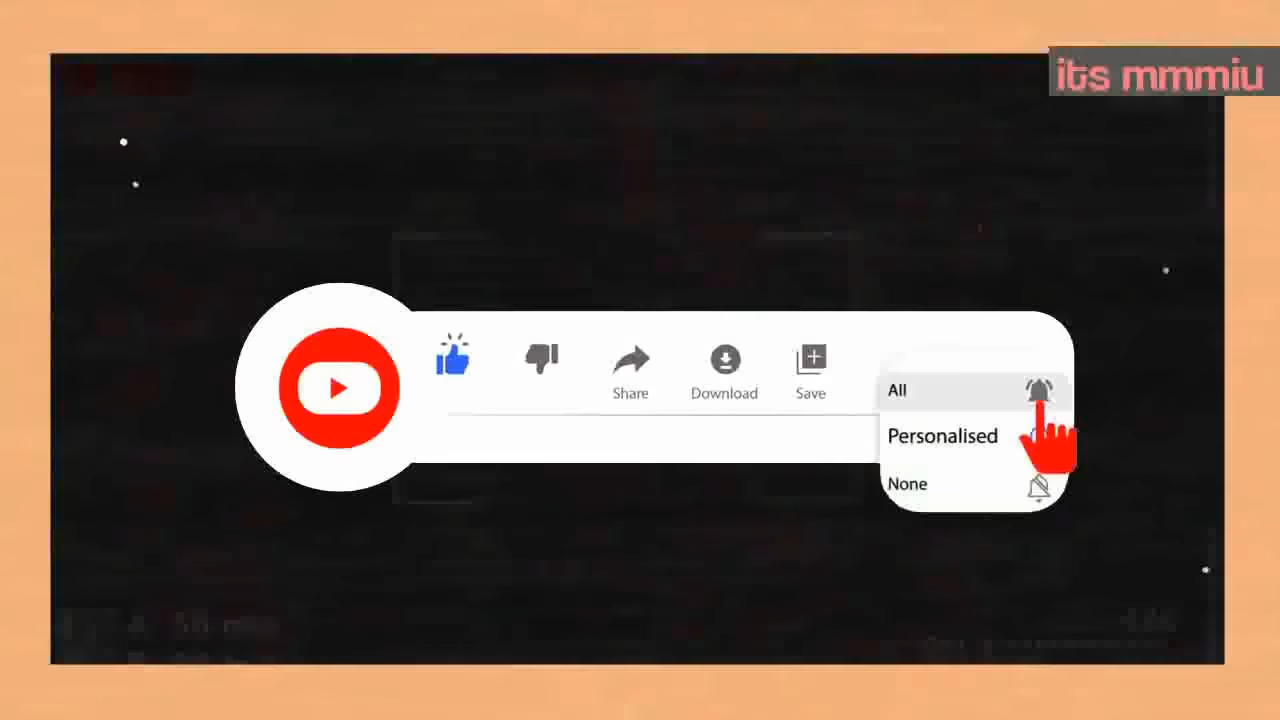 its mmmiu
Share
Download
Save
All
Personalised
None